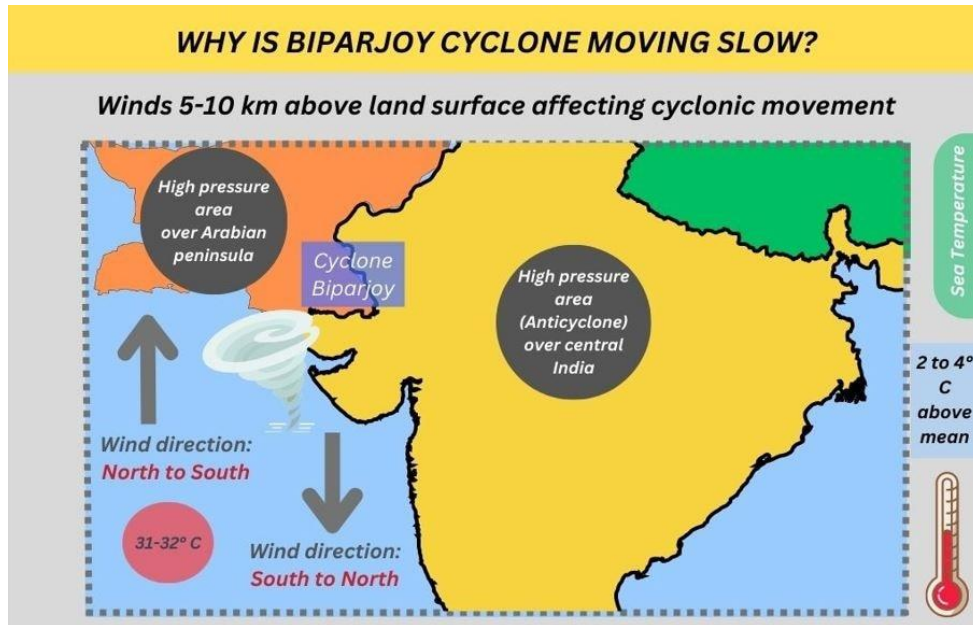 WHY IS BIPARJOY CYCLONE MOVING SLOW?
Winds 5-10 km above land surface affecting cyclonic movement
High pressure
area
over Arabian
peninsula
Cyclone
Biparjoy
High pressure
area
(Anticyclone)
over central
India
Sea Temperature
2 to 4°
C
above
mean
Wind direction:
North to South
31-32° C
Wind direction:
South to North